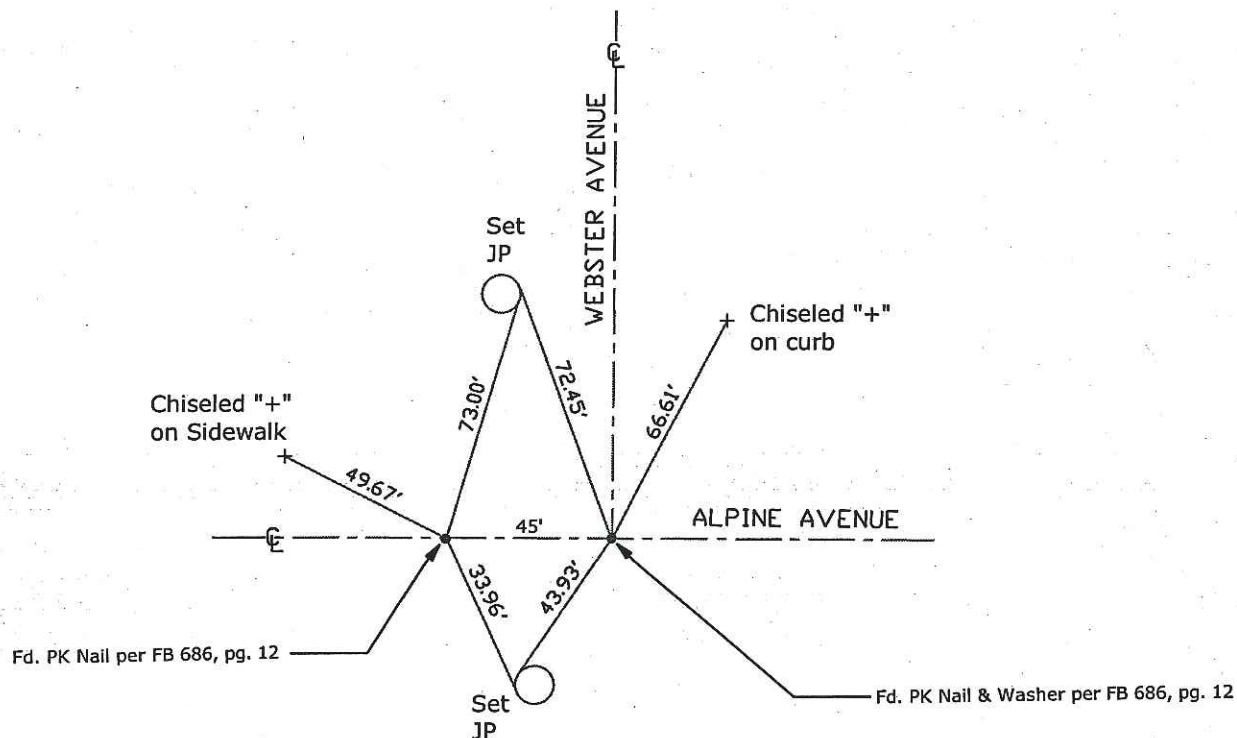 ℄
WEBSTER AVENUE
Set
JP
Chiseled "+"
on curb
73.00'
72.45'
66.61'
Chiseled "+"
on Sidewalk
49.67'
℄
45'
ALPINE AVENUE
33.96'
43.93'
Fd. PK Nail per FB 686, pg. 12
Fd. PK Nail & Washer per FB 686, pg. 12
Set
JP